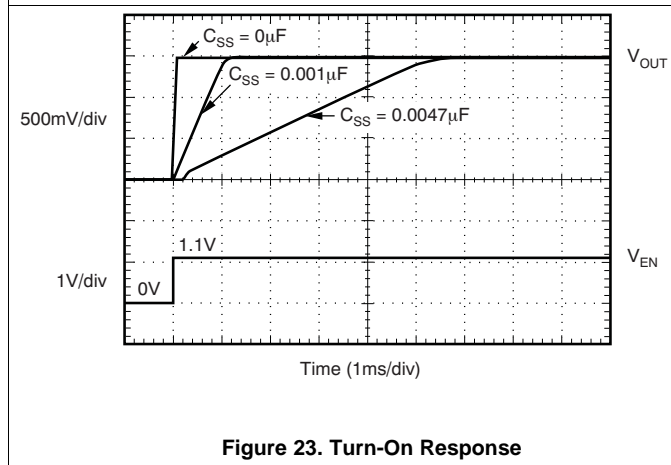 C_SS = 0μF
V_OUT
C_SS = 0.001μF
500mV/div
C_SS = 0.0047μF
1.1V
V_EN
1V/div
0V
Time (1ms/div)
Figure 23. Turn-On Response